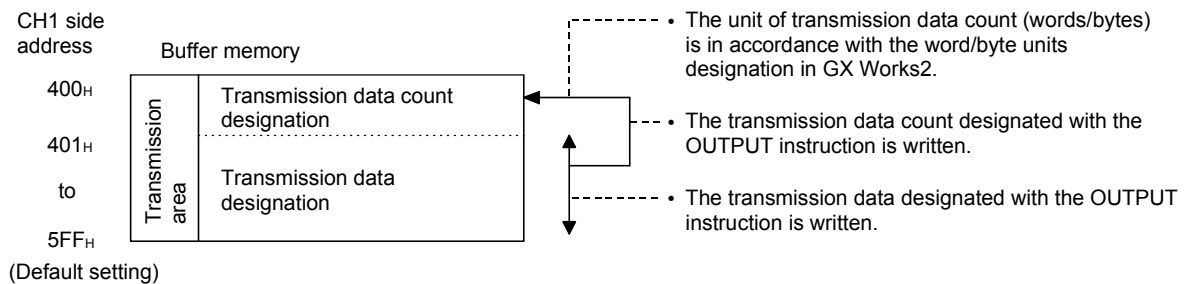 CH1 side
address
Buffer memory
400H
Transmission data count
designation
401H
to
Transmission data
designation
5FFH
(Default setting)
Transmission
area
• The unit of transmission data count (words/bytes)
is in accordance with the word/byte units
designation in GX Works2.
• The transmission data count designated with the
OUTPUT instruction is written.
• The transmission data designated with the OUTPUT
instruction is written.